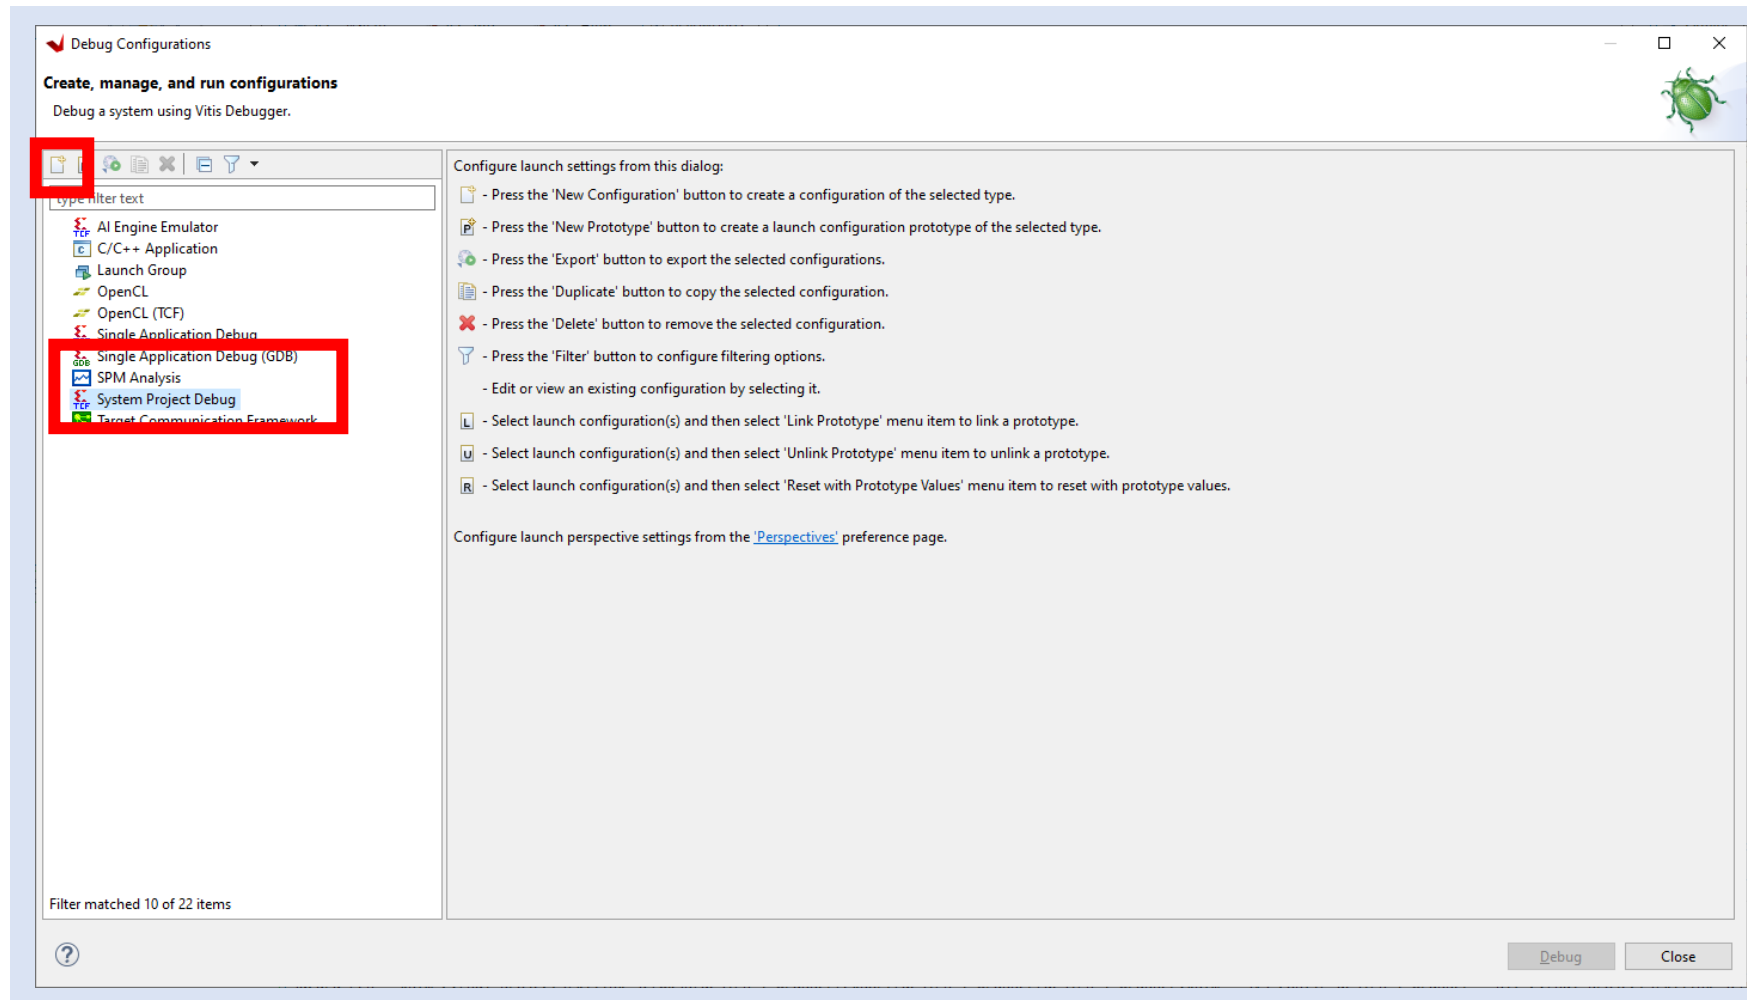 Debug Configurations
Create, manage, and run configurations
Debug a system using Vitis Debugger.
type filter text
AI Engine Emulator
C/C++ Application
Launch Group
OpenCL
OpenCL (TCF)
Single Application Debug
Single Application Debug (GDB)
SPM Analysis
System Project Debug
Target Communication Framework
Filter matched 10 of 22 items
Configure launch settings from this dialog:
- Press the 'New Configuration' button to create a configuration of the selected type.
- Press the 'New Prototype' button to create a launch configuration prototype of the selected type.
- Press the 'Export' button to export the selected configurations.
- Press the 'Duplicate' button to copy the selected configuration.
- Press the 'Delete' button to remove the selected configuration.
- Press the 'Filter' button to configure filtering options.
- Edit or view an existing configuration by selecting it.
L - Select launch configuration(s) and then select 'Link Prototype' menu item to link a prototype.
U - Select launch configuration(s) and then select 'Unlink Prototype' menu item to unlink a prototype.
R - Select launch configuration(s) and then select 'Reset with Prototype Values' menu item to reset with prototype values.
Configure launch perspective settings from the 'Perspectives' preference page.
?
Debug
Close